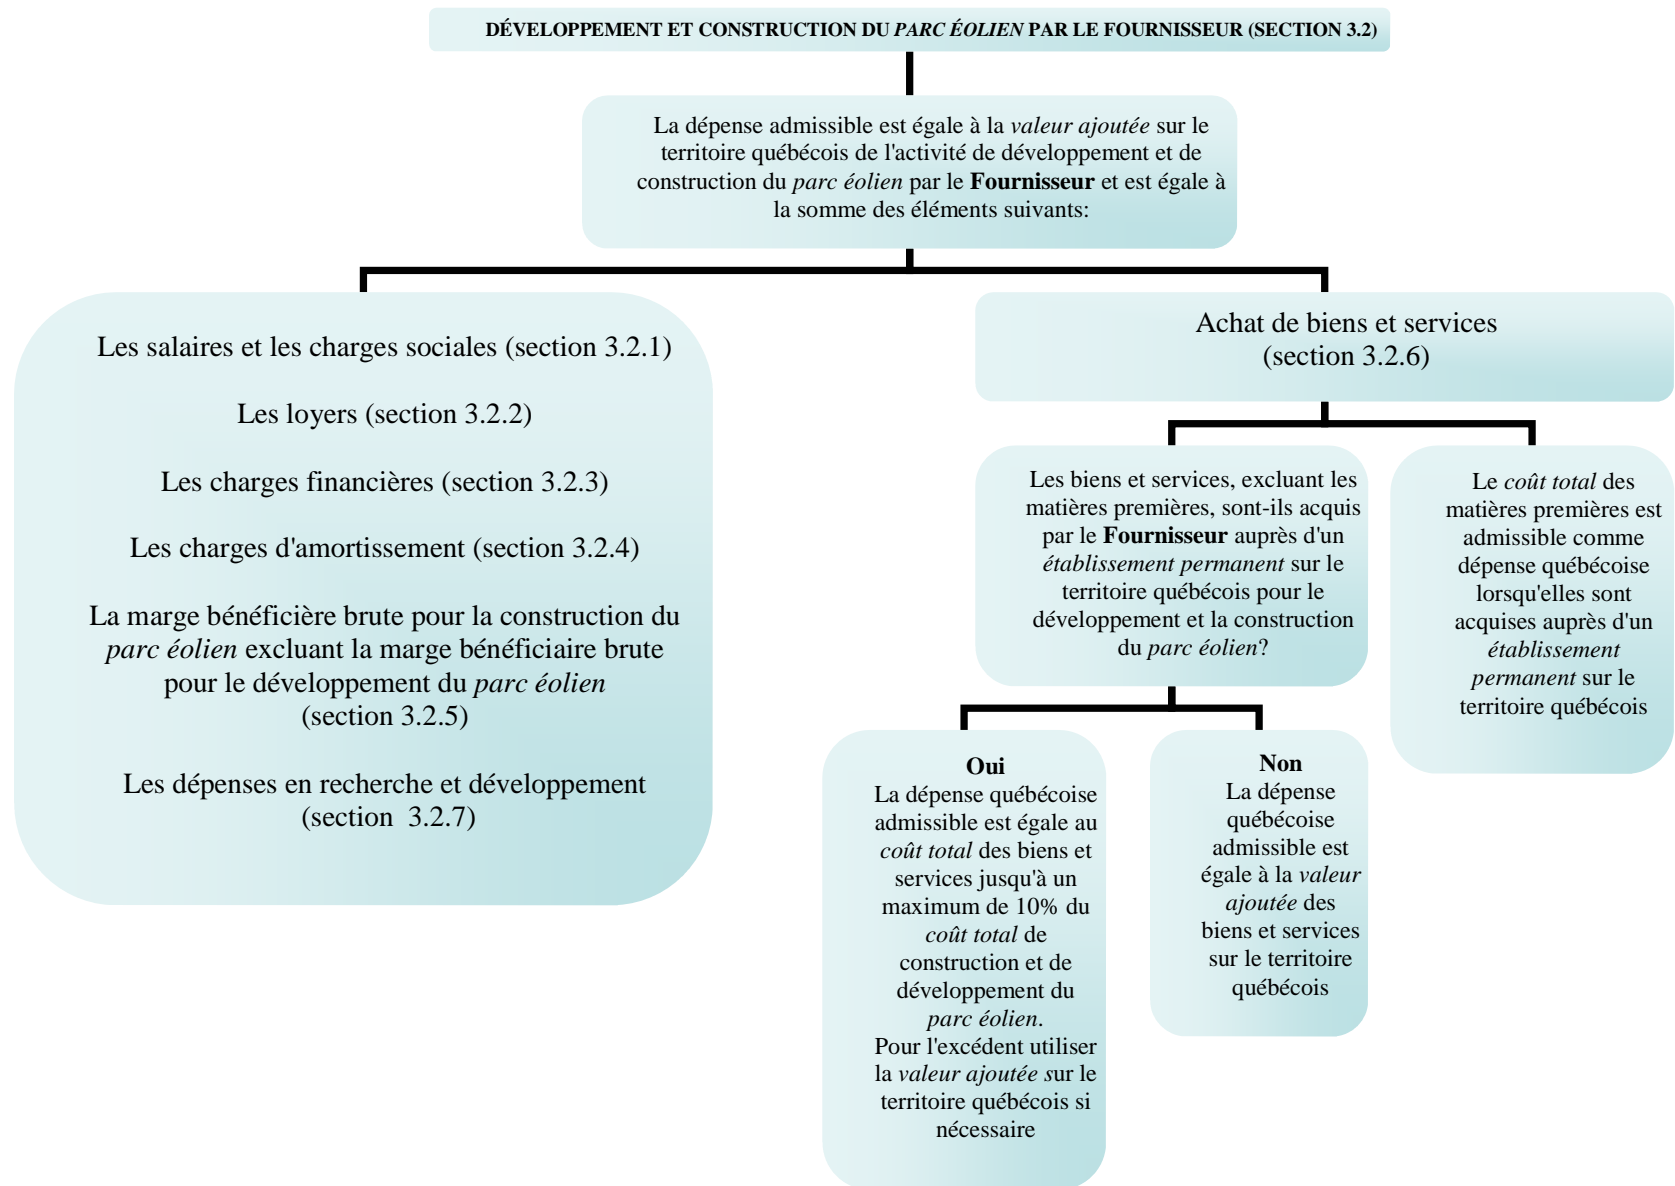 DÉVELOPPEMENT ET CONSTRUCTION DU PARC ÉOLIEN PAR LE FOURNISSEUR (SECTION 3.2)
La dépense admissible est égale à la valeur ajoutée sur le
territoire québécois de l'activité de développement et de
construction du parc éolien par le Fournisseur et est égale à
la somme des éléments suivants:
Les salaires et les charges sociales (section 3.2.1)
Les loyers (section 3.2.2)
Les charges financières (section 3.2.3)
Les charges d'amortissement (section 3.2.4)
La marge bénéficière brute pour la construction du
parc éolien excluant la marge bénéficiaire brute
pour le développement du parc éolien
(section 3.2.5)
Les dépenses en recherche et développement
(section 3.2.7)
Achat de biens et services
(section 3.2.6)
Les biens et services, excluant les
matières premières, sont-ils acquis
par le Fournisseur auprès d'un
établissement permanent sur le
territoire québécois pour le
développement et la construction
du parc éolien?
Le coût total des
matières premières est
admissible comme
dépense québécoise
lorsqu'elles sont
acquises auprès d'un
établissement
permanent sur le
territoire québécois
Oui
La dépense québécoise
admissible est égale au
coût total des biens et
services jusqu'à un
maximum de 10% du
coût total de
construction et de
développement du
parc éolien.
Pour l'excédent utiliser
la valeur ajoutée sur le
territoire québécois si
nécessaire
Non
La dépense
québécoise
admissible est
égale à la valeur
ajoutée des
biens et services
sur le territoire
québécois